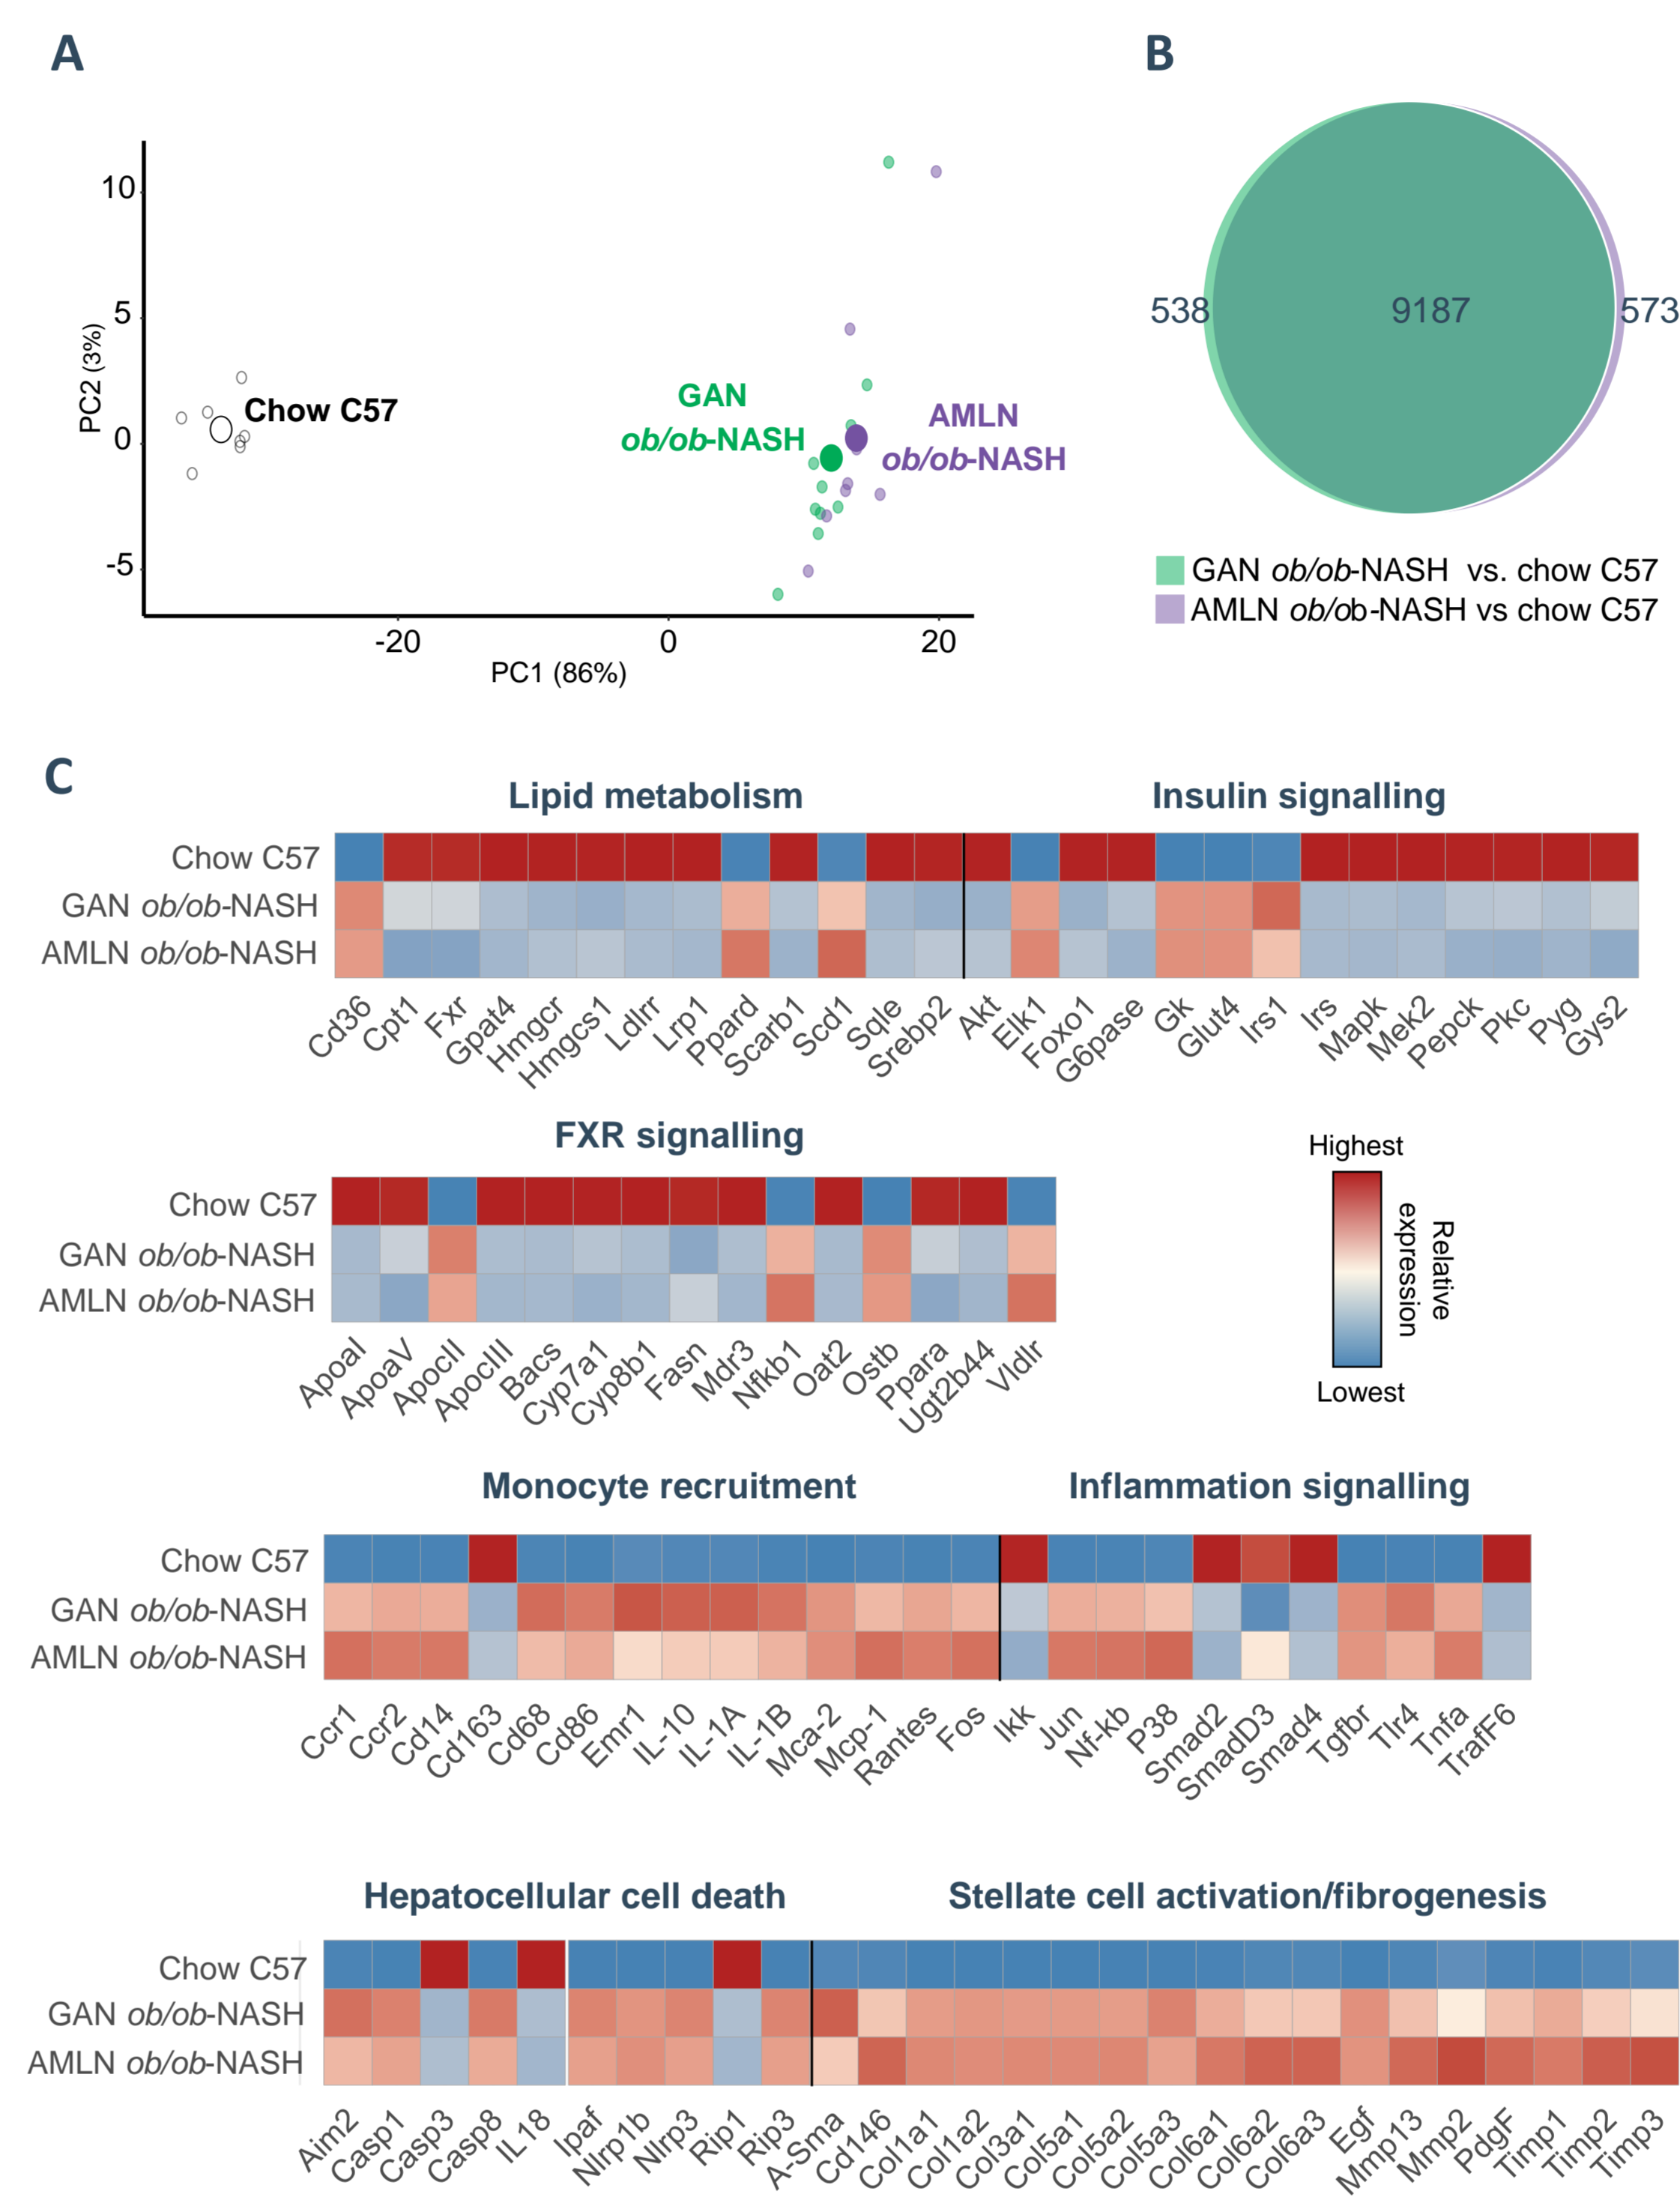 A
B
10
5
0
-5
PC2 (3%)
-20
0
20
PC1 (86%)
Chow C57
GAN
ob/ob-NASH
AMLN
ob/ob-NASH
538
9187
573
GAN ob/ob-NASH vs. chow C57
AMLN ob/ob-NASH vs chow C57
C
Lipid metabolism
Insulin signalling
Chow C57
GAN ob/ob-NASH
AMLN ob/ob-NASH
Cd36 Cpt1 Fxr Gpat4 Hmgcr Hmgcs1 Ldlrr Lrp1 Ppard Scarb1 Scd1 Sqle Srebp2 Akt Elk1 Foxo1 G6pase Gk Glut4 Irs1 Irs Mapk Mek2 Pepck Pkc Pyg Gys2
FXR signalling
Chow C57
GAN ob/ob-NASH
AMLN ob/ob-NASH
ApoaI ApoaV ApocII ApocIII Bacs Cyp7a1 Cyp8b1 Fasn Mdr3 Nfkb1 Oat2 Ostb Ppara Ugt2b44 Vldlr
Highest
Relative
expression
Lowest
Monocyte recruitment
Inflammation signalling
Chow C57
GAN ob/ob-NASH
AMLN ob/ob-NASH
Ccr1 Ccr2 Cd14 Cd163 Cd68 Cd86 Emr1 IL-10 IL-1A IL-1B Mca-2 Mcp-1 Rantes Fos Ikk Jun Nf-kb P38 Smad2 SmadD3 Smad4 Tgfbr Tlr4 Tnfa TrafF6
Hepatocellular cell death
Stellate cell activation/fibrogenesis
Chow C57
GAN ob/ob-NASH
AMLN ob/ob-NASH
Aim2 Casp1 Casp3 Casp8 IL18 Ipaf Nlrp1b Nlrp3 Rip1 Rip3 A-Sma Cd146 Col1a1 Col1a2 Col3a1 Col5a1 Col5a2 Col5a3 Col6a1 Col6a2 Col6a3 Egf Mmp13 Mmp2 PdgF Timp1 Timp2 Timp3